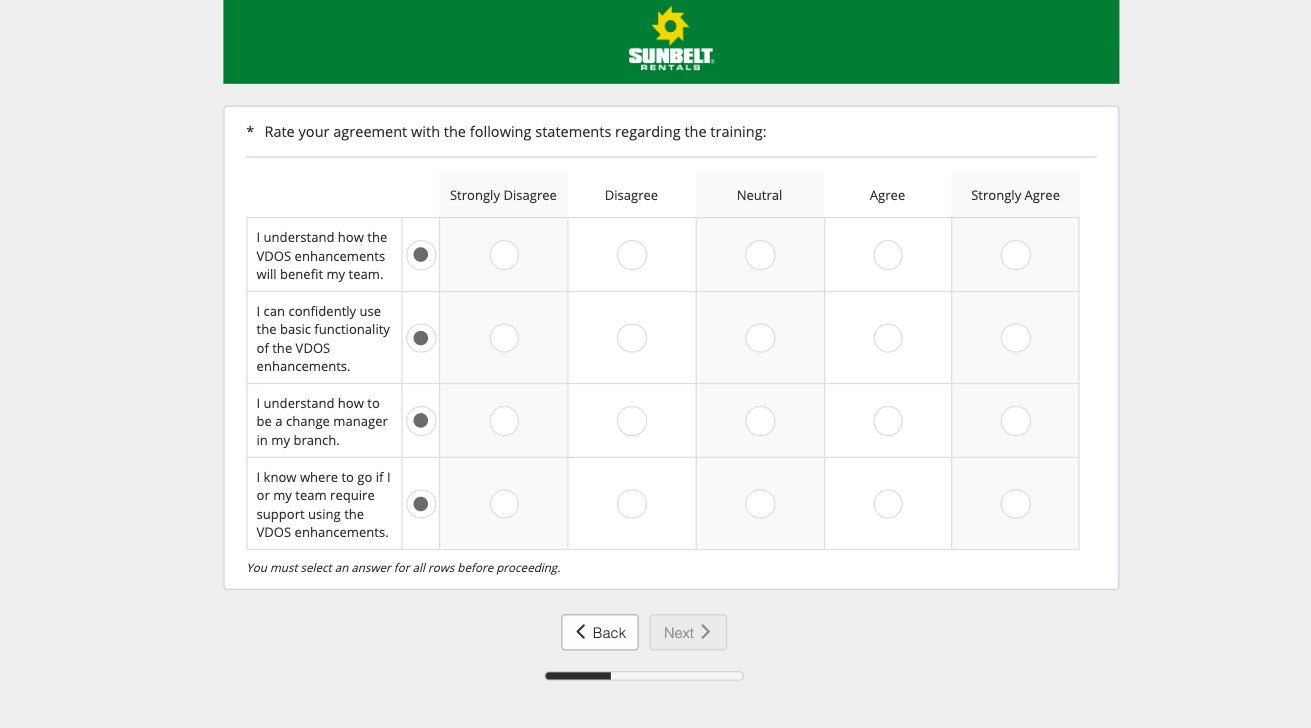 SUNBELT
RENTALS
* Rate your agreement with the following statements regarding the training:
Strongly Disagree Disagree Neutral Agree Strongly Agree
I understand how the
VDOS enhancements
will benefit my team.
I can confidently use
the basic functionality
of the VDOS
enhancements.
I understand how to
be a change manager
in my branch.
I know where to go if I
or my team require
support using the
VDOS enhancements.
You must select an answer for all rows before proceeding.
Back Next